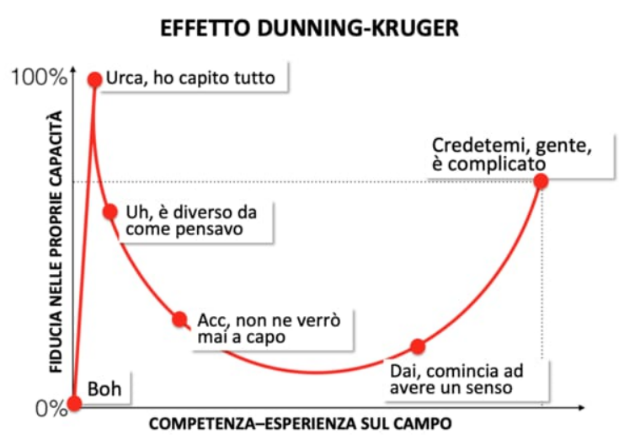 EFFETTO DUNNING-KRUGER
100%
Urca, ho capito tutto
Credetemi, gente,
è complicato
Uh, è diverso da
come pensavo
Acc, non ne verrò
mai a capo
Dai, comincia ad
avere un senso
Boh
0%
FIDUCIA NELLE PROPRIE CAPACITÀ
COMPETENZA–ESPERIENZA SUL CAMPO